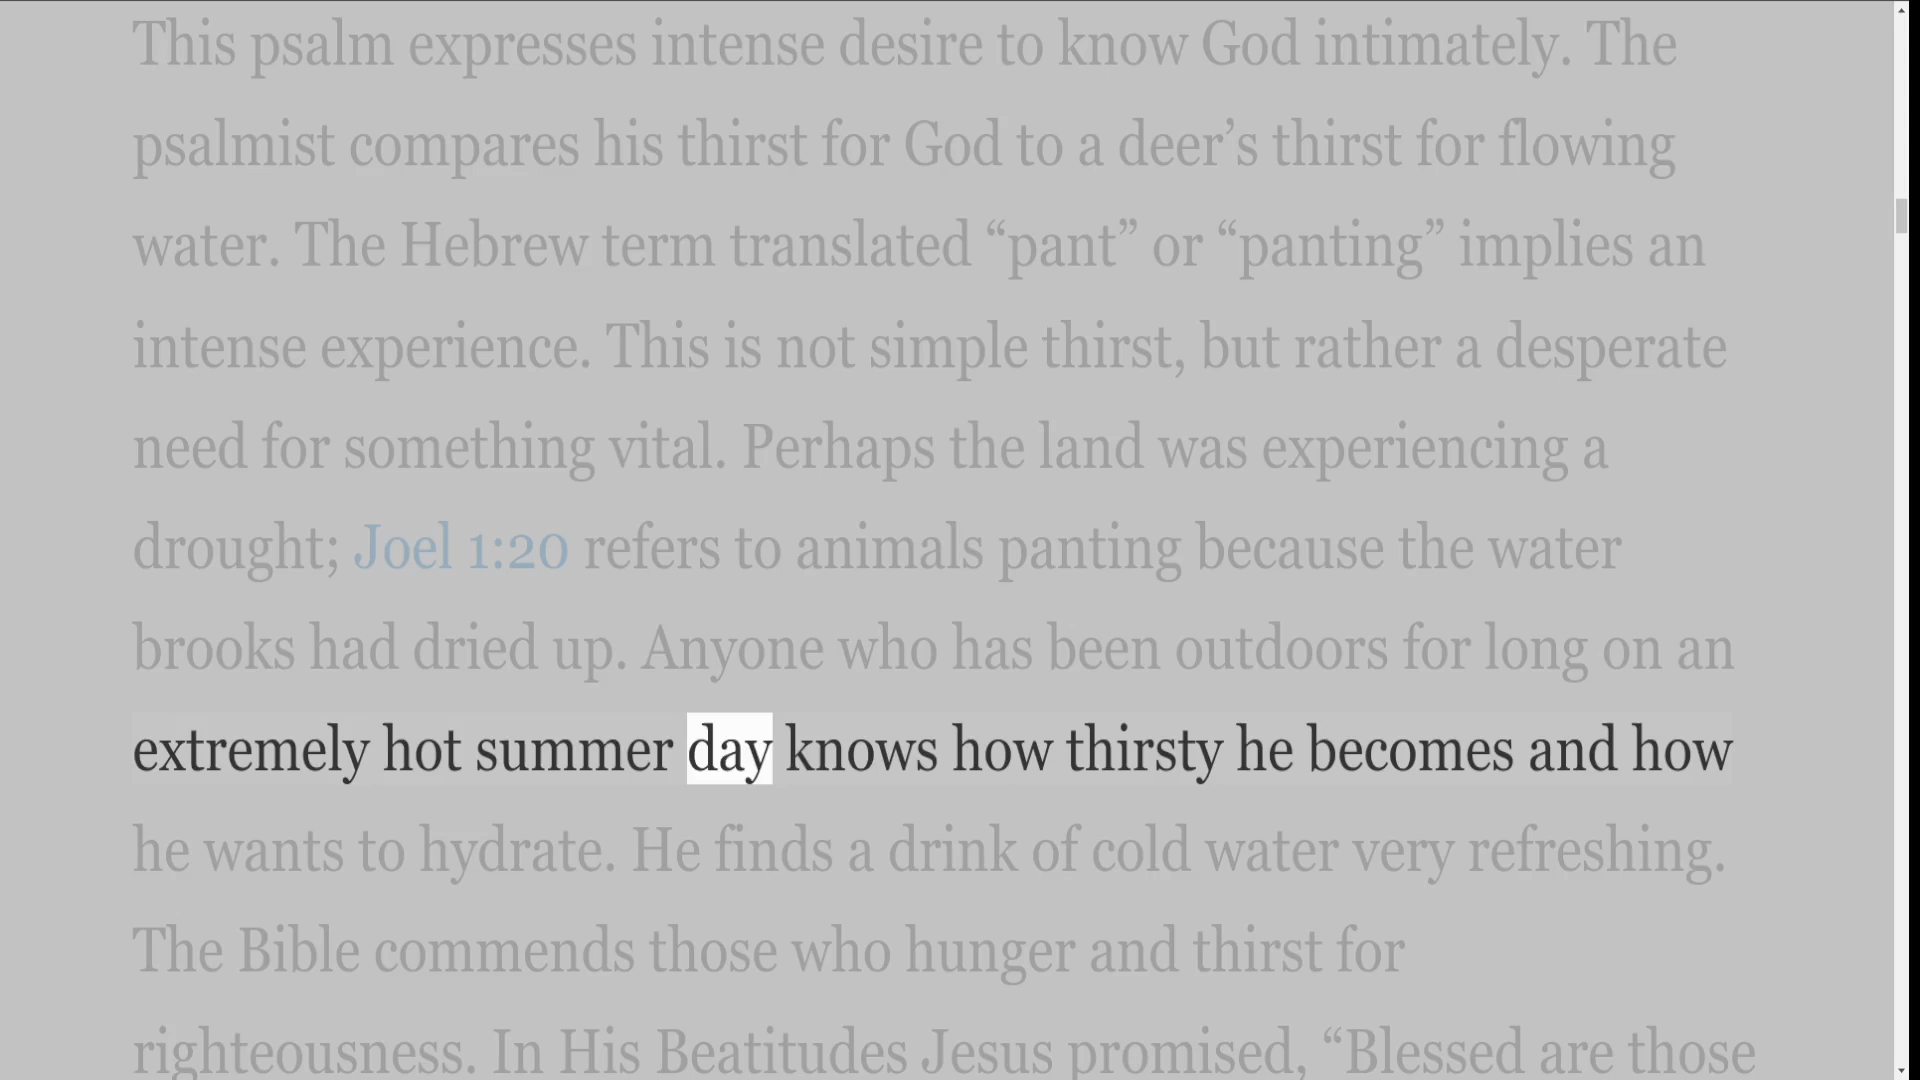 This psalm expresses intense desire to know God intimately. The
psalmist compares his thirst for God to a deer’s thirst for flowing
water. The Hebrew term translated “pant” or “panting” implies an
intense experience. This is not simple thirst, but rather a desperate
need for something vital. Perhaps the land was experiencing a
drought; Joel 1:20 refers to animals panting because the water
brooks had dried up. Anyone who has been outdoors for long on an
extremely hot summer day knows how thirsty he becomes and how
he wants to hydrate. He finds a drink of cold water very refreshing.
The Bible commends those who hunger and thirst for
righteousness. In His Beatitudes Jesus promised, “Blessed are those